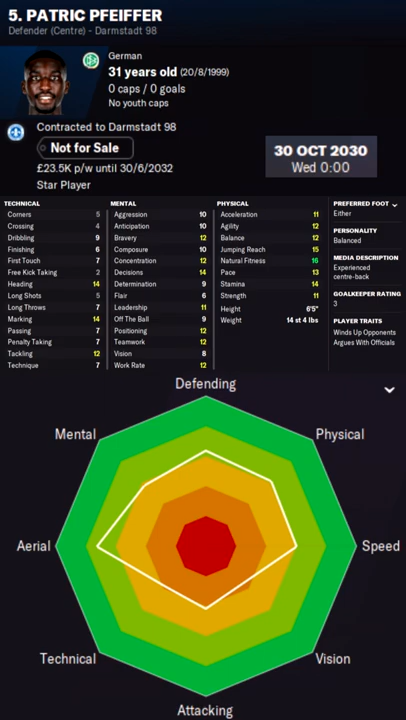 5. PATRIC PFEIFFER
Defender (Centre) - Darmstadt 98
German
31 years old (20/8/1999)
0 caps / 0 goals
No youth caps
Contracted to Darmstadt 98
Not for Sale
£23.5K p/w until 30/6/2032
Star Player
30 OCT 2030
Wed 0:00
TECHNICAL
Corners 5
Crossing 4
Dribbling 9
Finishing 6
First Touch 7
Free Kick Taking 2
Heading 14
Long Shots 5
Long Throws 7
Marking 14
Passing 7
Penalty Taking 7
Tackling 12
Technique 7
MENTAL
Aggression 10
Anticipation 10
Bravery 12
Composure 10
Concentration 12
Decisions 14
Determination 9
Flair 6
Leadership 11
Off The Ball 9
Positioning 12
Teamwork 12
Vision 8
Work Rate 12
PHYSICAL
Acceleration 11
Agility 12
Balance 12
Jumping Reach 15
Natural Fitness 16
Pace 13
Stamina 14
Strength 11
Height 6'5"
Weight 14 st 4 lbs
PREFERRED FOOT
Either
PERSONALITY
Balanced
MEDIA DESCRIPTION
Experienced
centre-back
GOALKEEPER RATING
3
PLAYER TRAITS
Winds Up Opponents
Argues With Officials
Defending
Mental
Physical
Aerial
Speed
Technical
Vision
Attacking